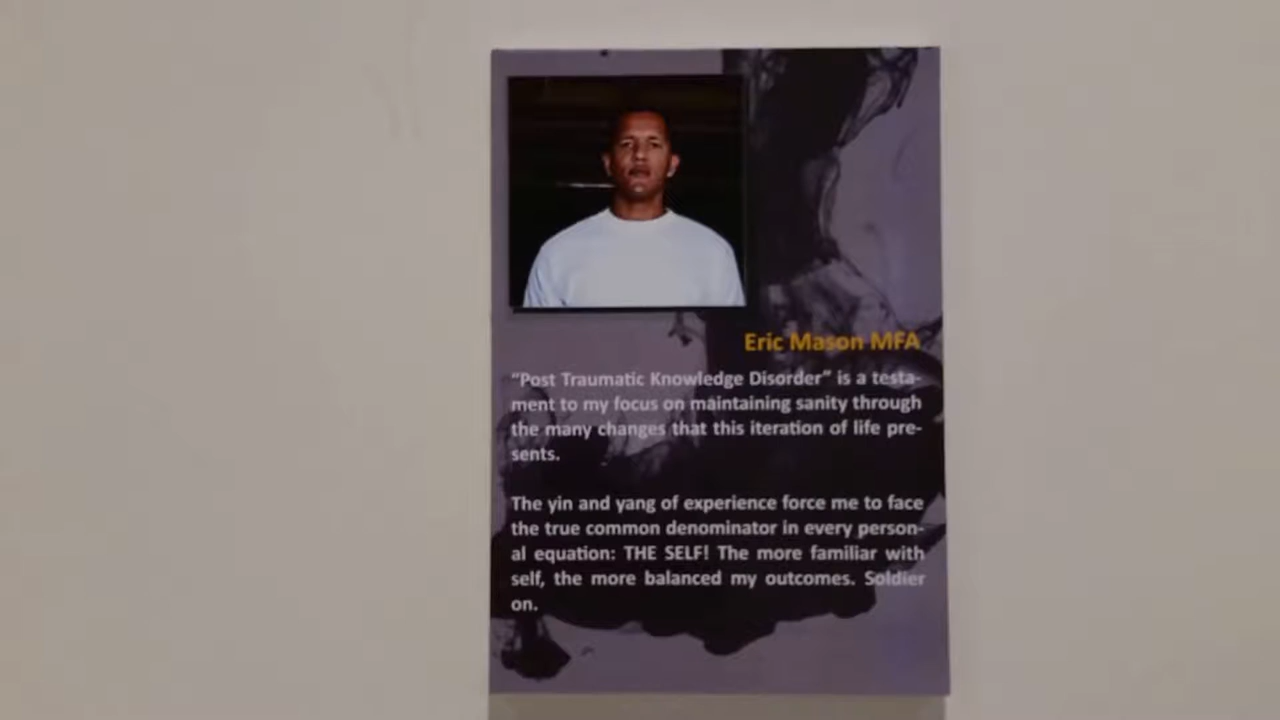 Eric Mason MFA
“Post Traumatic Knowledge Disorder” is a testa-
ment to my focus on maintaining sanity through
the many changes that this iteration of life pre-
sents.
The yin and yang of experience force me to face
the true common denominator in every person-
al equation: THE SELF! The more familiar with
self, the more balanced my outcomes. Soldier
on.